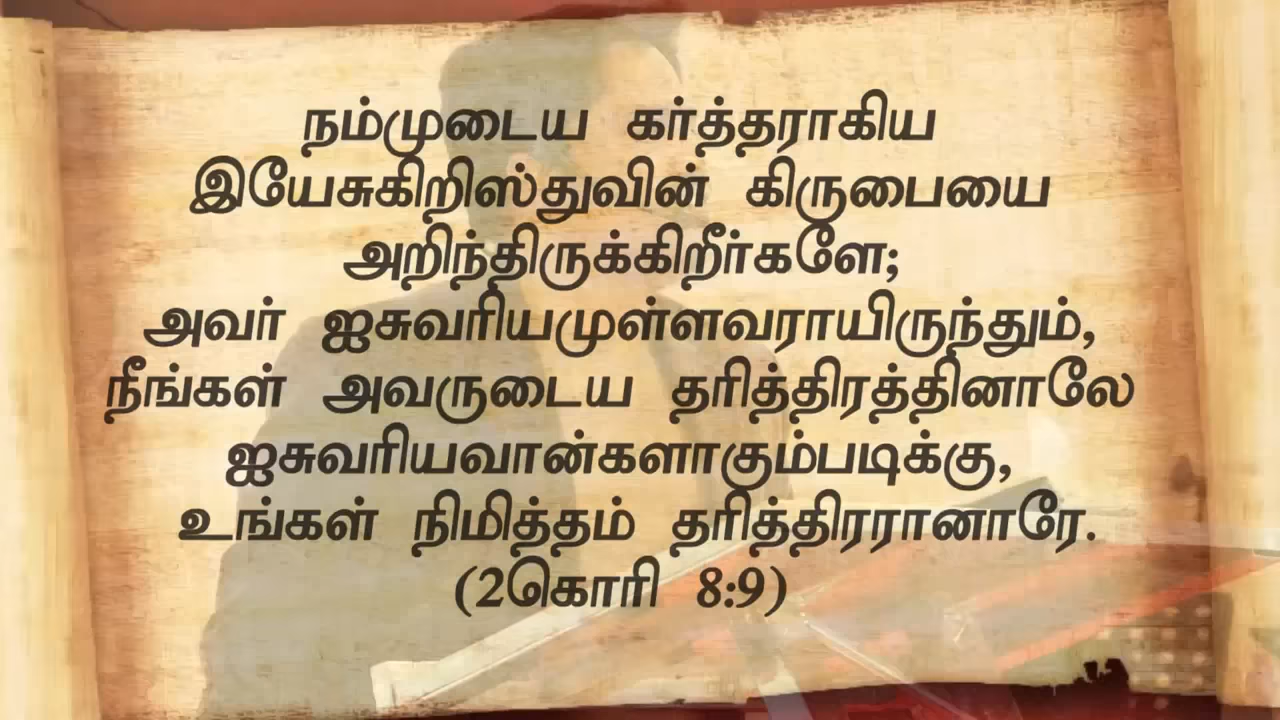 நம்முடைய கர்த்தராகிய
இயேசுகிறிஸ்துவின் கிருபையை
அறிந்திருக்கிறீர்களே;
அவர் ஐசுவரியமுள்ளவராயிருந்தும்,
நீங்கள் அவருடைய தரித்திரத்தினாலே
ஐசுவரியவான்களாகும்படிக்கு,
உங்கள் நிமித்தம் தரித்திரரானாரே.
(2கொரி 8:9)